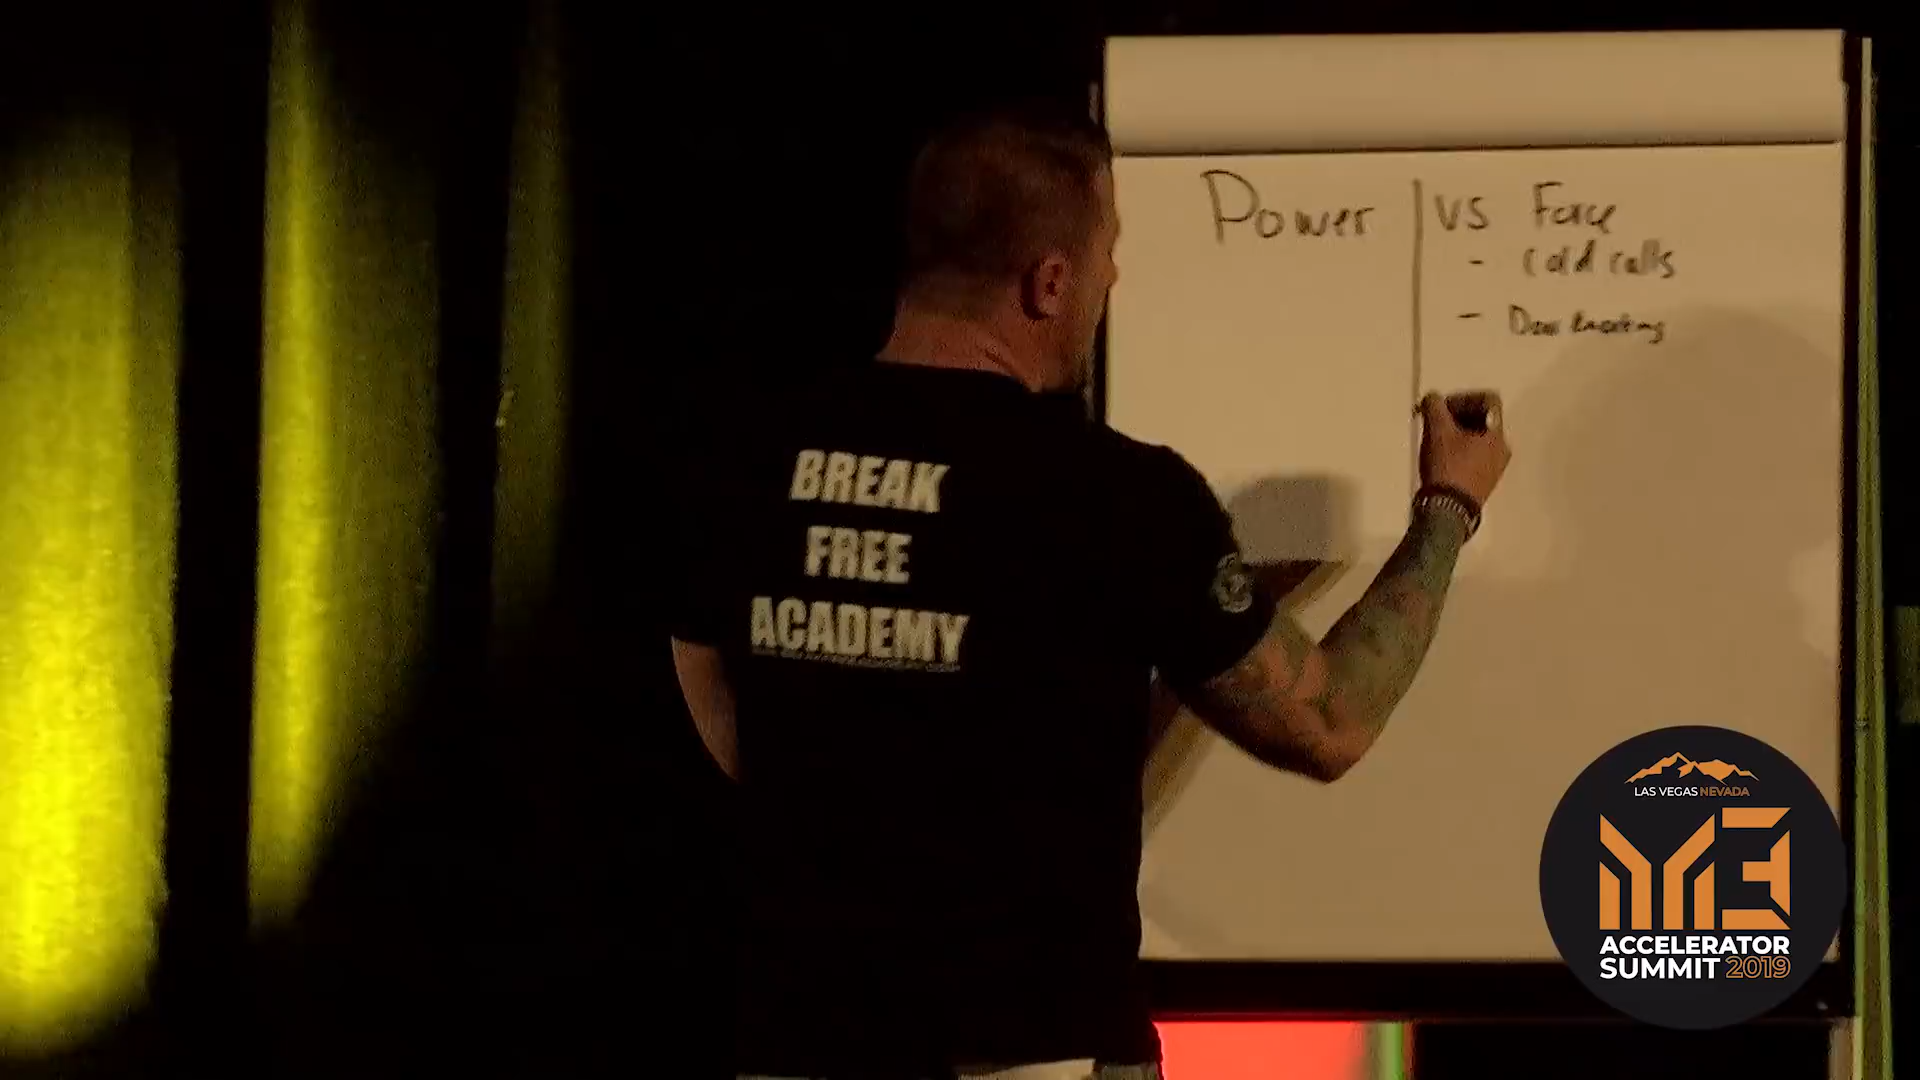 Power vs Force
- Cold calls
- Door knocking
BREAK
FREE
ACADEMY
LAS VEGAS NEVADA
ACCELERATOR
SUMMIT 2019